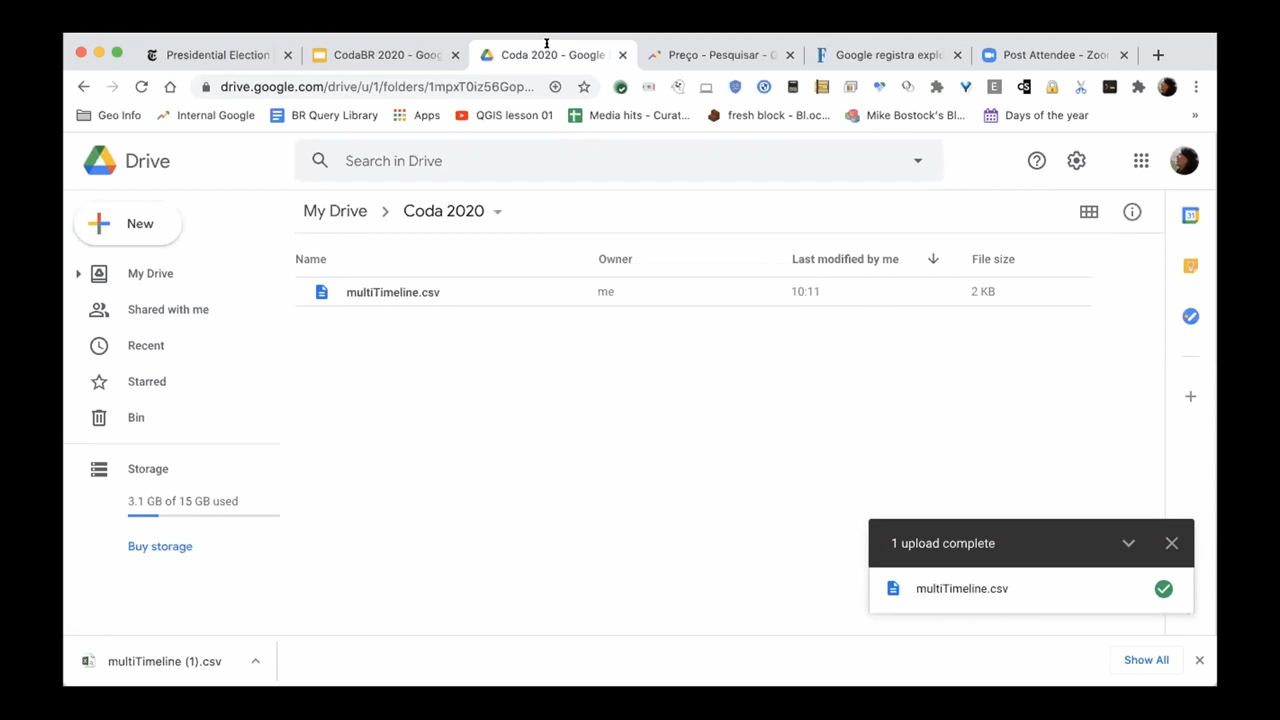 Presidential Election
CodaBR 2020 - Goog
Coda 2020 - Google
Preço - Pesquisar - G
Google registra expl
Post Attendee - Zoo
drive.google.com/drive/u/1/folders/1mpxT0iz56Gop...
Geo Info
Internal Google
BR Query Library
Apps
QGIS lesson 01
Media hits - Curat...
fresh block - Bl.oc...
Mike Bostock's Bl...
Days of the year
»
Drive
Search in Drive
New
My Drive
Coda 2020
Name
Owner
Last modified by me
File size
multiTimeline.csv
me
10:11
2 KB
My Drive
Shared with me
Recent
Starred
Bin
Storage
3.1 GB of 15 GB used
Buy storage
1 upload complete
multiTimeline.csv
multiTimeline (1).csv
Show All